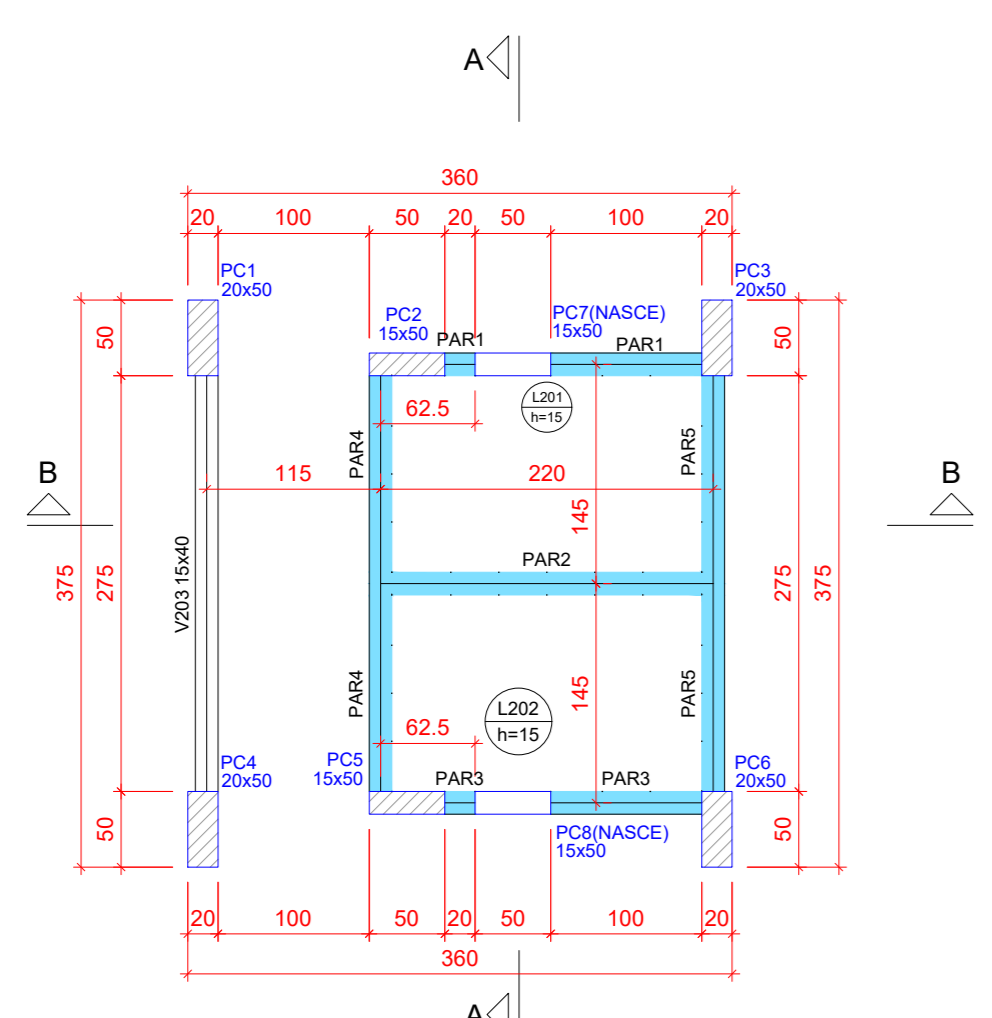 A
360
20 100 50 20 50 100 20
PC1
20x50
PC3
20x50
PC2
15x50
PC7(NASCE)
15x50
PAR1
PAR1
50
50
L201
h=15
62.5
PAR4
PAR5
B
B
115
220
145
PAR2
V203 15x40
375
275
275
375
PAR4
PAR5
145
L202
h=15
62.5
PC4
20x50
PC5
15x50
PC6
20x50
PAR3
PAR3
50
50
PC8(NASCE)
15x50
20 100 50 20 50 100 20
360
A